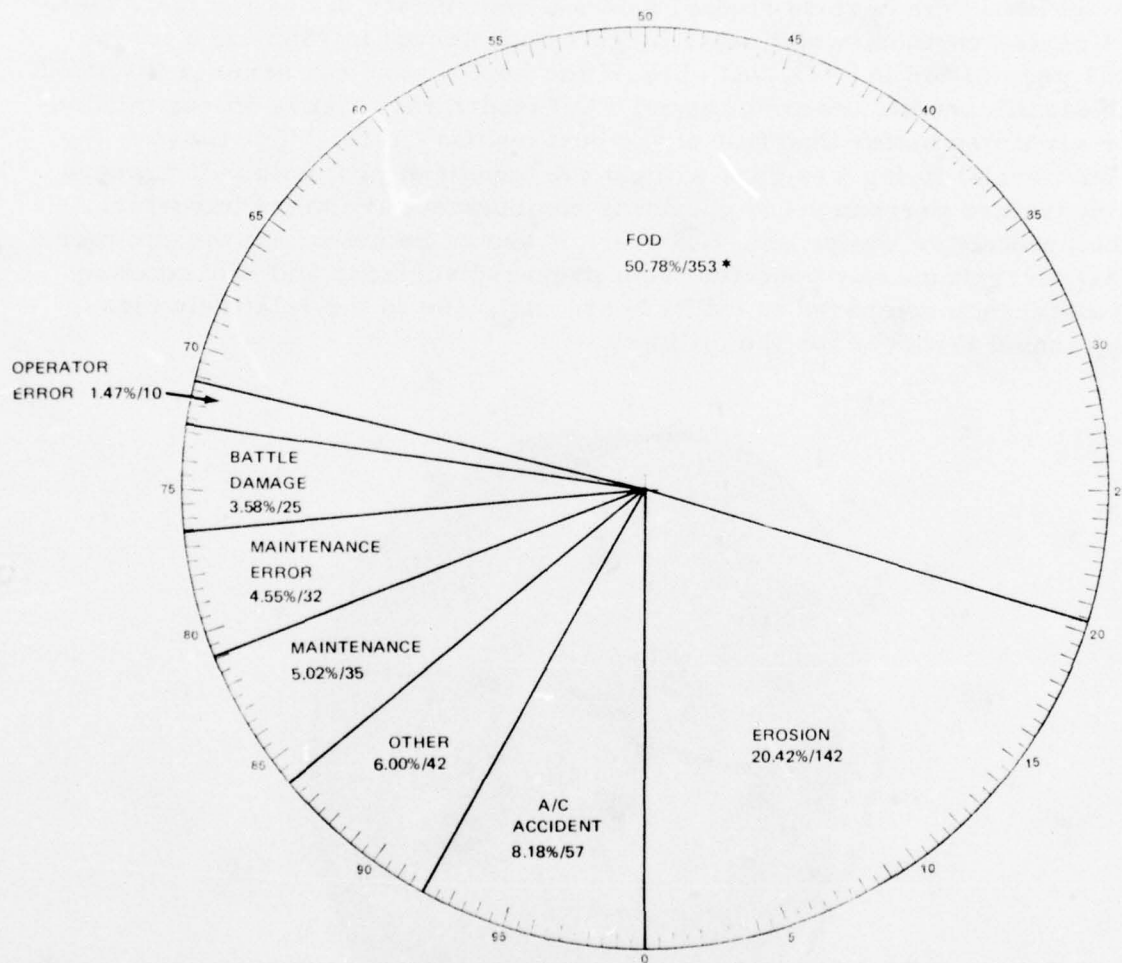 50
55
45
60
40
65
35
FOD
50.78%/353 *
70
30
OPERATOR
ERROR 1.47%/10
BATTLE
DAMAGE
3.58%/25
75
2
MAINTENANCE
ERROR
4.55%/32
80
20
MAINTENANCE
5.02%/35
OTHER
6.00%/42
EROSION
20.42%/142
85
15
A/C
ACCIDENT
8.18%/57
90
10
95
5
0